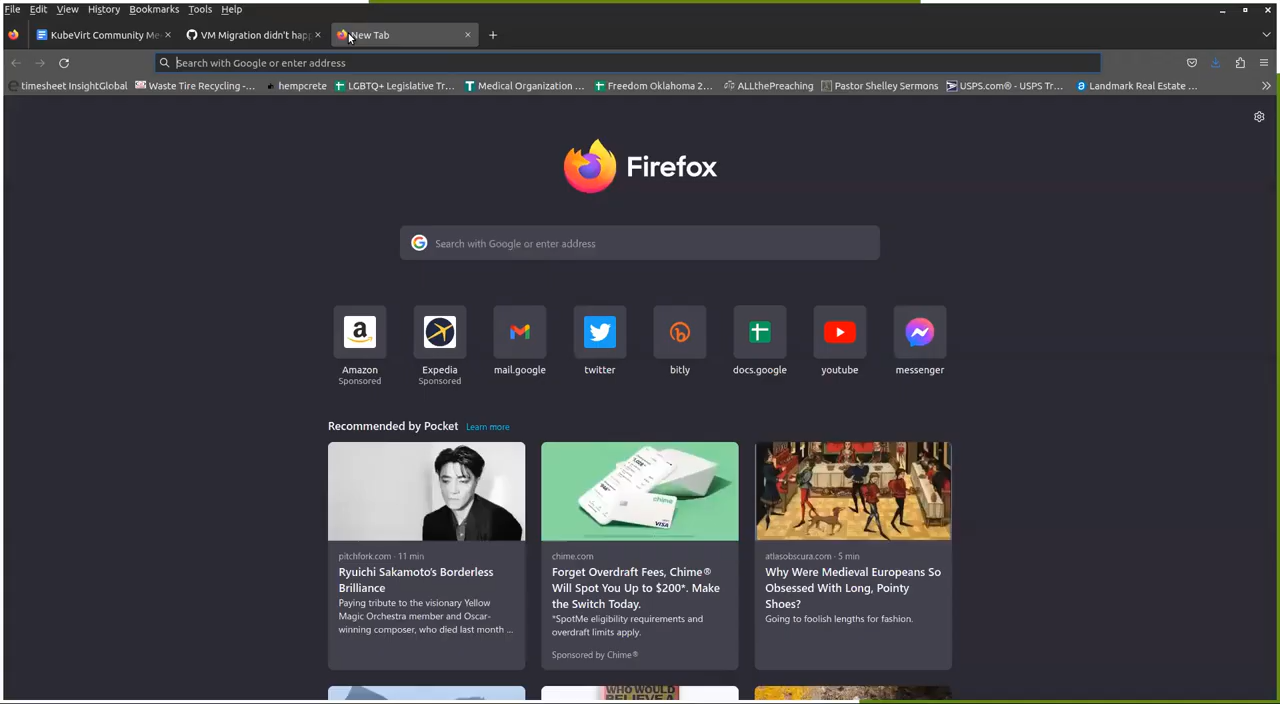 File Edit View History Bookmarks Tools Help
KubeVirt Community Me
VM Migration didn't hap
New Tab
Search with Google or enter address
timesheet InsightGlobal
Waste Tire Recycling -...
hempcrete
LGBTQ+ Legislative Tr...
Medical Organization ...
Freedom Oklahoma 2...
ALLthePreaching
Pastor Shelley Sermons
USPS.com® - USPS Tr...
Landmark Real Estate ...
Firefox
Search with Google or enter address
Amazon
Sponsored
Expedia
Sponsored
mail.google
twitter
bitly
docs.google
youtube
messenger
Recommended by Pocket Learn more
pitchfork.com · 11 min
Ryuichi Sakamoto's Borderless
Brilliance
Paying tribute to the visionary Yellow
Magic Orchestra member and Oscar-
winning composer, who died last month ...
chime
VISA
chime.com
Forget Overdraft Fees, Chime®
Will Spot You Up to $200*. Make
the Switch Today.
*SpotMe eligibility requirements and
overdraft limits apply.
Sponsored by Chime®
atlasobscura.com · 5 min
Why Were Medieval Europeans So
Obsessed With Long, Pointy
Shoes?
Going to foolish lengths for fashion.
WHO WOULD
BELIEVE A